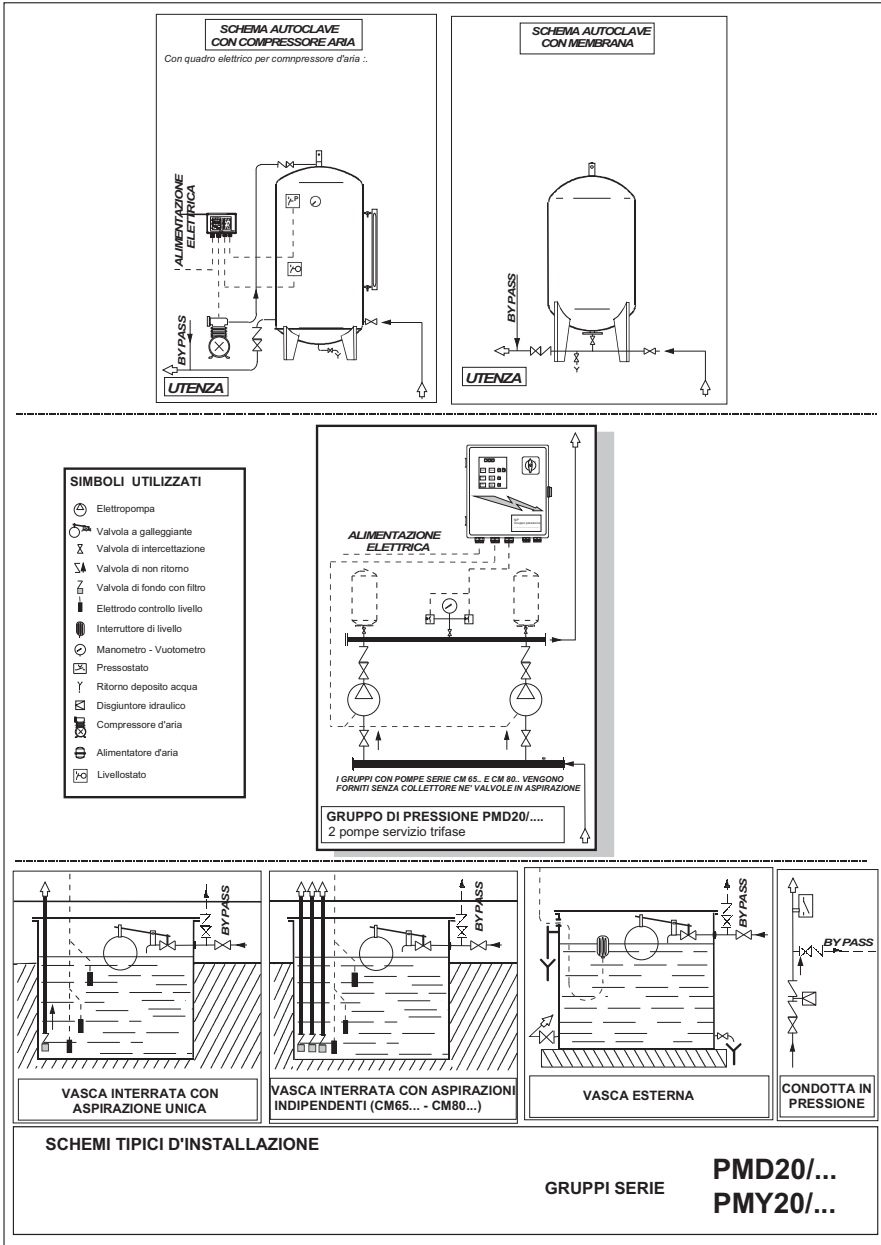 SCHEMA AUTOCLAVE
CON COMPRESSORE ARIA
Con quadro elettrico per comnpressore d'aria :.
ALIMENTAZIONE
ELETTRICA
P
BY PASS
UTENZA
SCHEMA AUTOCLAVE
CON MEMBRANA
BY PASS
UTENZA
SIMBOLI UTILIZZATI
Elettropompa
Valvola a galleggiante
Valvola di intercettazione
Valvola di non ritorno
Valvola di fondo con filtro
Elettrodo controllo livello
Interruttore di livello
Manometro - Vuotometro
Pressostato
Ritorno deposito acqua
Disgiuntore idraulico
Compressore d'aria
Alimentatore d'aria
Livellostato
ALIMENTAZIONE
ELETTRICA
I GRUPPI CON POMPE SERIE CM 65.. E CM 80.. VENGONO
FORNITI SENZA COLLETTORE NE' VALVOLE IN ASPIRAZIONE
GRUPPO DI PRESSIONE PMD20/....
2 pompe servizio trifase
BY PASS
VASCA INTERRATA CON
ASPIRAZIONE UNICA
BY PASS
VASCA INTERRATA CON ASPIRAZIONI
INDIPENDENTI (CM65... - CM80...)
BY PASS
VASCA ESTERNA
BY PASS
CONDOTTA IN
PRESSIONE
SCHEMI TIPICI D'INSTALLAZIONE
GRUPPI SERIE
PMD20/...
PMY20/...